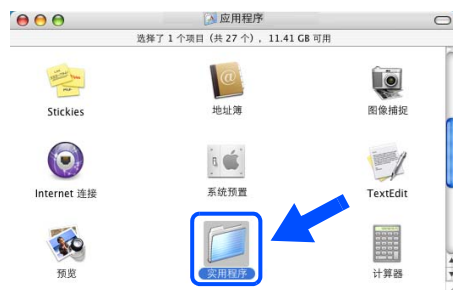 应用程序
选择了 1 个项目（共 27 个）, 11.41 GB 可用
Stickies
地址簿
图像捕捉
Internet 连接
系统预置
TextEdit
预览
实用程序
计算器